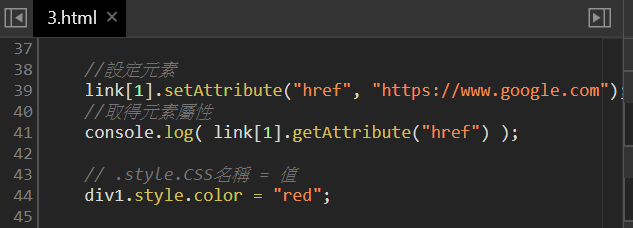 3.html
37
38 //設定元素
39 link[1].setAttribute("href", "https://www.google.com");
40 //取得元素屬性
41 console.log( link[1].getAttribute("href") );
42
43 // .style.CSS名稱 = 值
44 div1.style.color = "red";
45